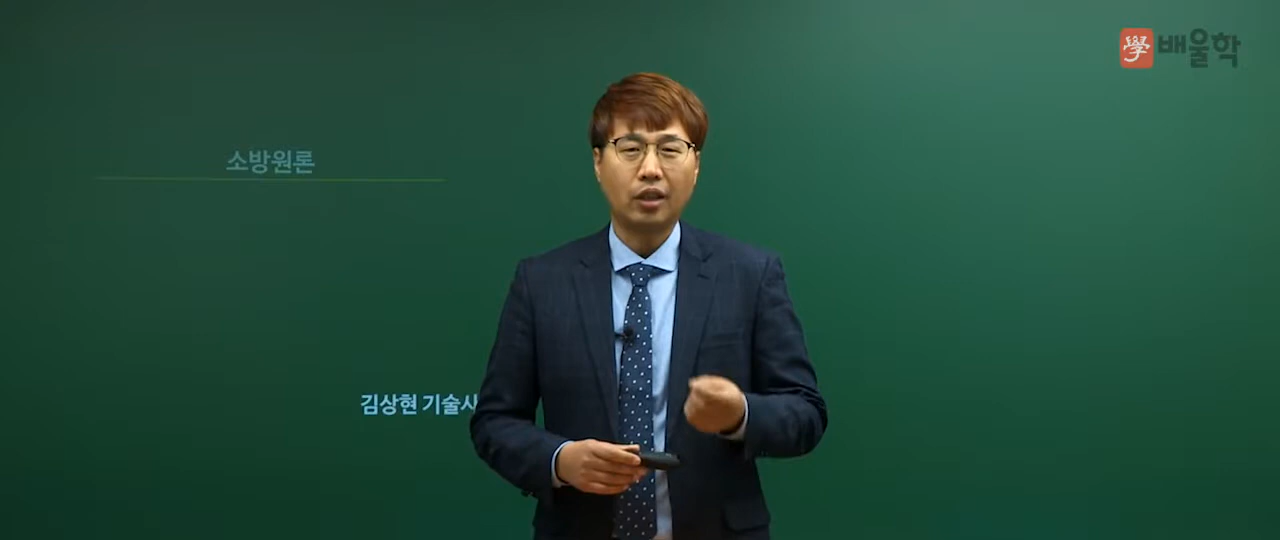 學 배울학
소방원론
김상현 기술사